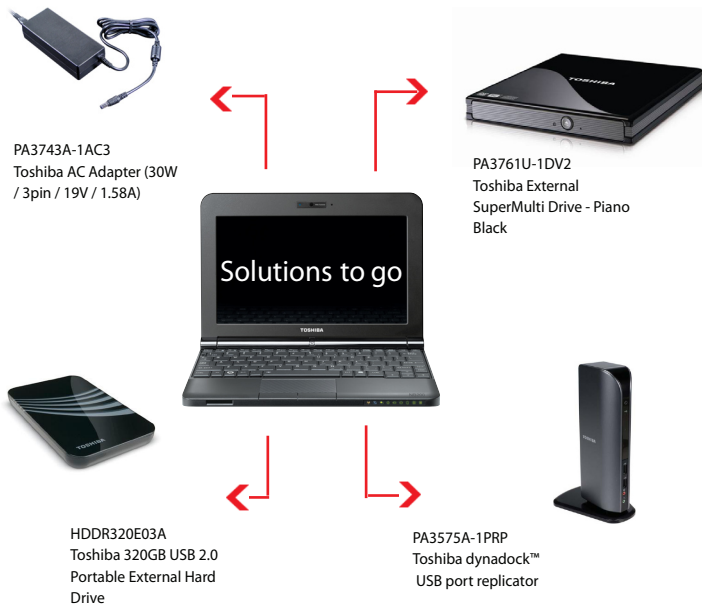 PA3743A-1AC3
Toshiba AC Adapter (30W
/ 3pin / 19V / 1.58A)
TOSHIBA
PA3761U-1DV2
Toshiba External
SuperMulti Drive - Piano
Black
Solutions to go
TOSHIBA
TOSHIBA
HDDR320E03A
Toshiba 320GB USB 2.0
Portable External Hard
Drive
TOSHIBA
PA3575A-1PRP
Toshiba dynadock™
USB port replicator